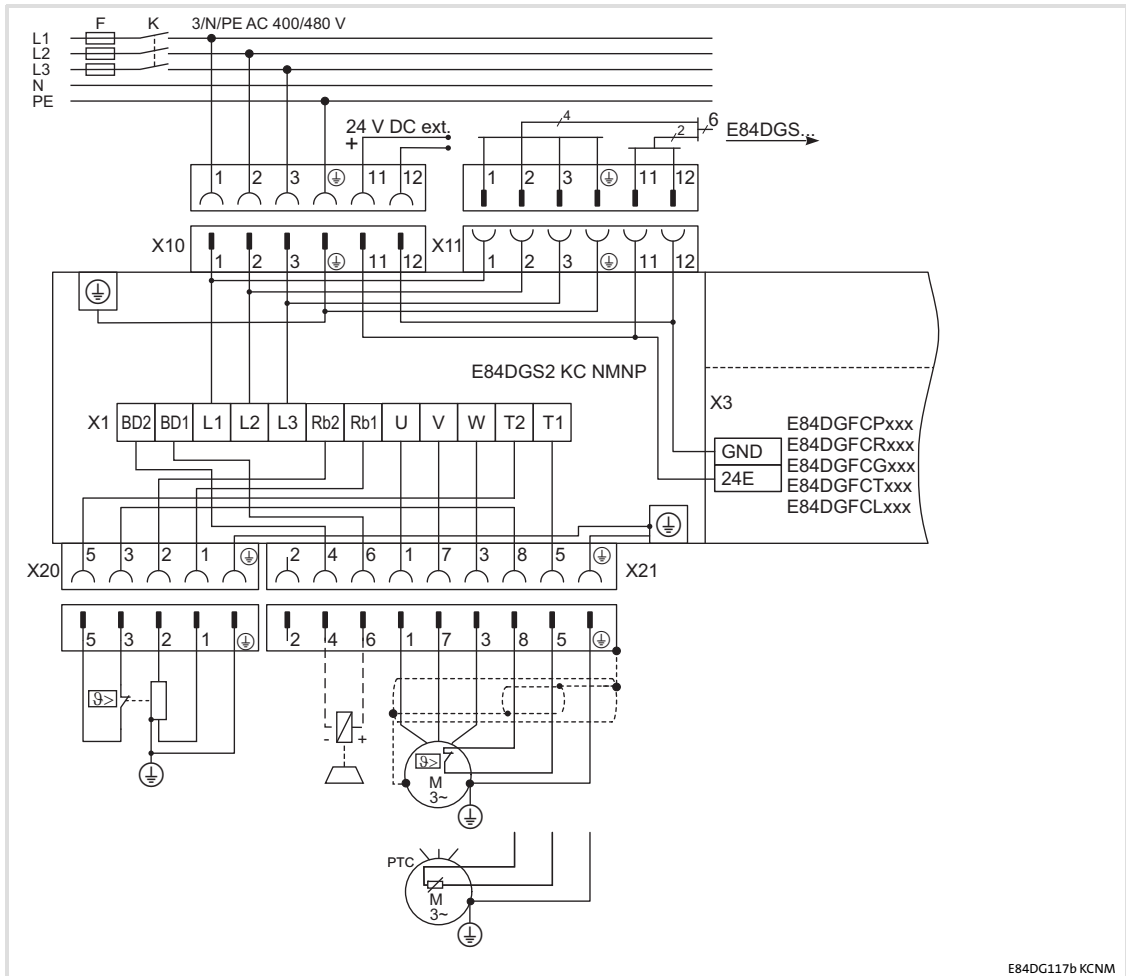 F K 3/N/PE AC 400/480 V
L1
L2
L3
N
PE
24 V DC ext.
+
4
2
6
E84DGS...
1 2 3 11 12
1 2 3 11 12
X10
X11
1 2 3 11 12
1 2 3 11 12
E84DGS2 KC NMNP
X3
X1 BD2 BD1 L1 L2 L3 Rb2 Rb1 U V W T2 T1
GND
24E
E84DGFCPxxx
E84DGFCRxxx
E84DGFCGxxx
E84DGFCTxxx
E84DGFCLxxx
X20
5 3 2 1
2 4 6 1 7 3 8 5
X21
5 3 2 1
2 4 6 1 7 3 8 5
ϑ>
- +
ϑ>
M
3~
PTC
M
3~
E84DG117b KCNM